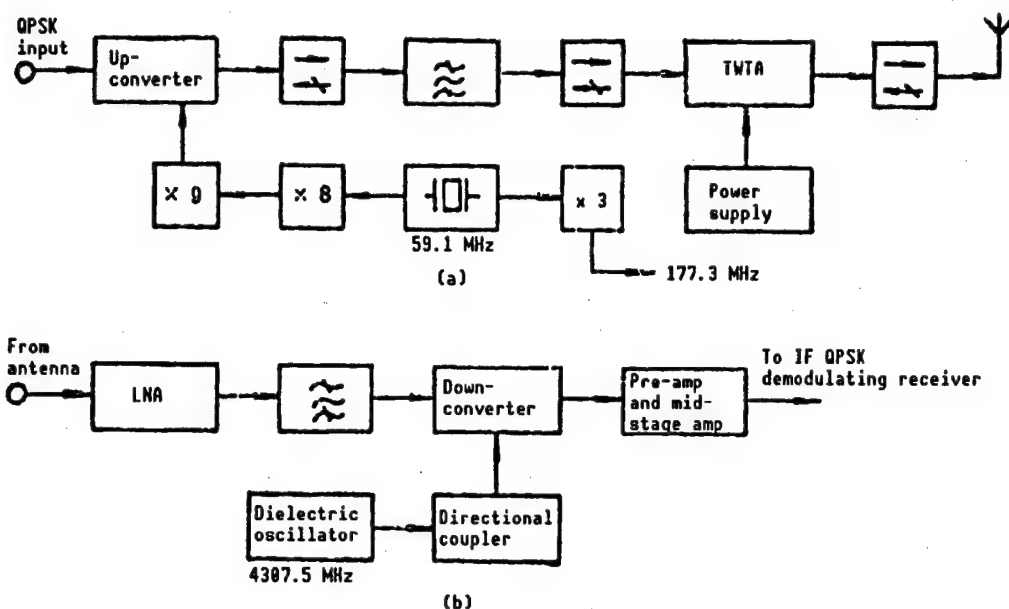 QPSK
input
Up-
converter
TWTA
× 9
× 8
× 3
Power
supply
59.1 MHz
177.3 MHz
(a)
From
antenna
LNA
Down-
converter
Pre-amp
and mid-
stage amp
To IF QPSK
demodulating receiver
Dielectric
oscillator
Directional
coupler
4307.5 MHz
(b)